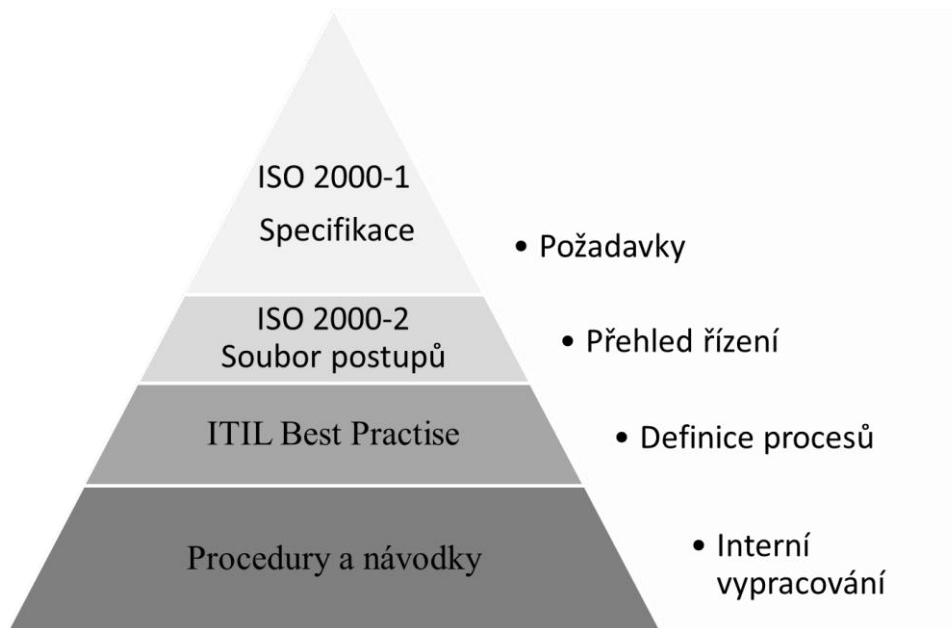 ISO 2000-1
Specifikace
• Požadavky
ISO 2000-2
Soubor postupů
• Přehled řízení
ITIL Best Practise
• Definice procesů
Procedury a návodky
• Interní
vypracování